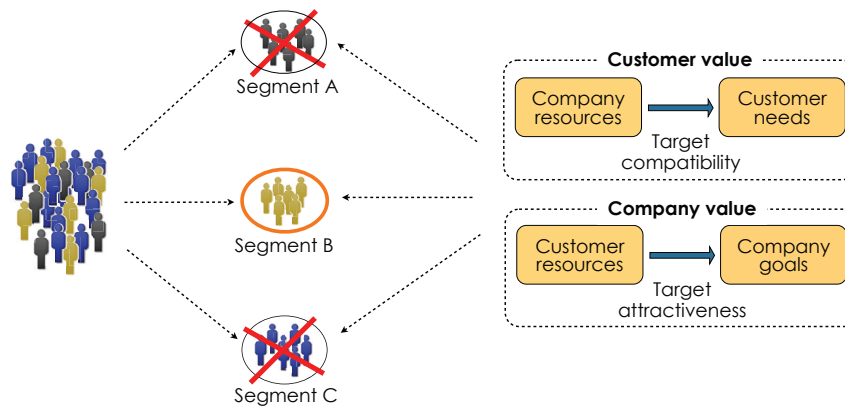 Segment A
Segment B
Segment C
Customer value
Company
resources
Customer
needs
Target
compatibility
Company value
Customer
resources
Company
goals
Target
attractiveness